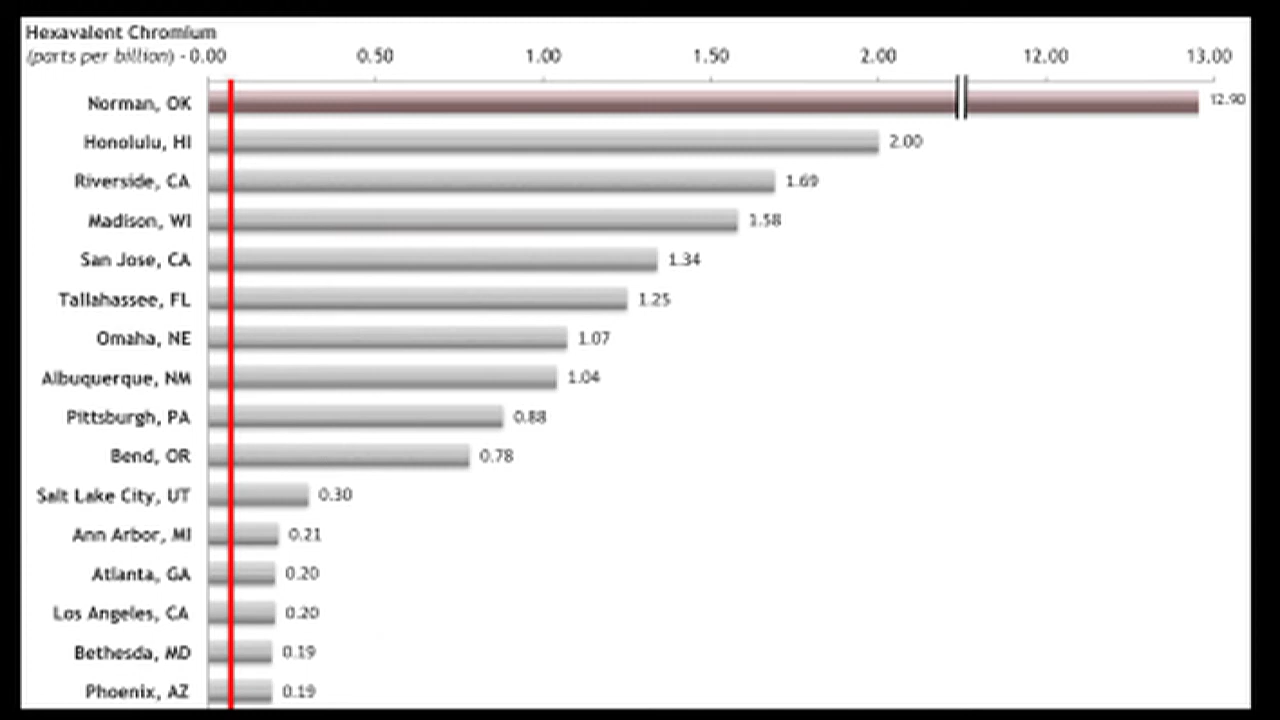 Hexavalent Chromium
(parts per billion) - 0.00 0.50 1.00 1.50 2.00 12.00 13.00
Norman, OK 12.90
Honolulu, HI 2.00
Riverside, CA 1.69
Madison, WI 1.58
San Jose, CA 1.34
Tallahassee, FL 1.25
Omaha, NE 1.07
Albuquerque, NM 1.04
Pittsburgh, PA 0.88
Bend, OR 0.78
Salt Lake City, UT 0.30
Ann Arbor, MI 0.21
Atlanta, GA 0.20
Los Angeles, CA 0.20
Bethesda, MD 0.19
Phoenix, AZ 0.19